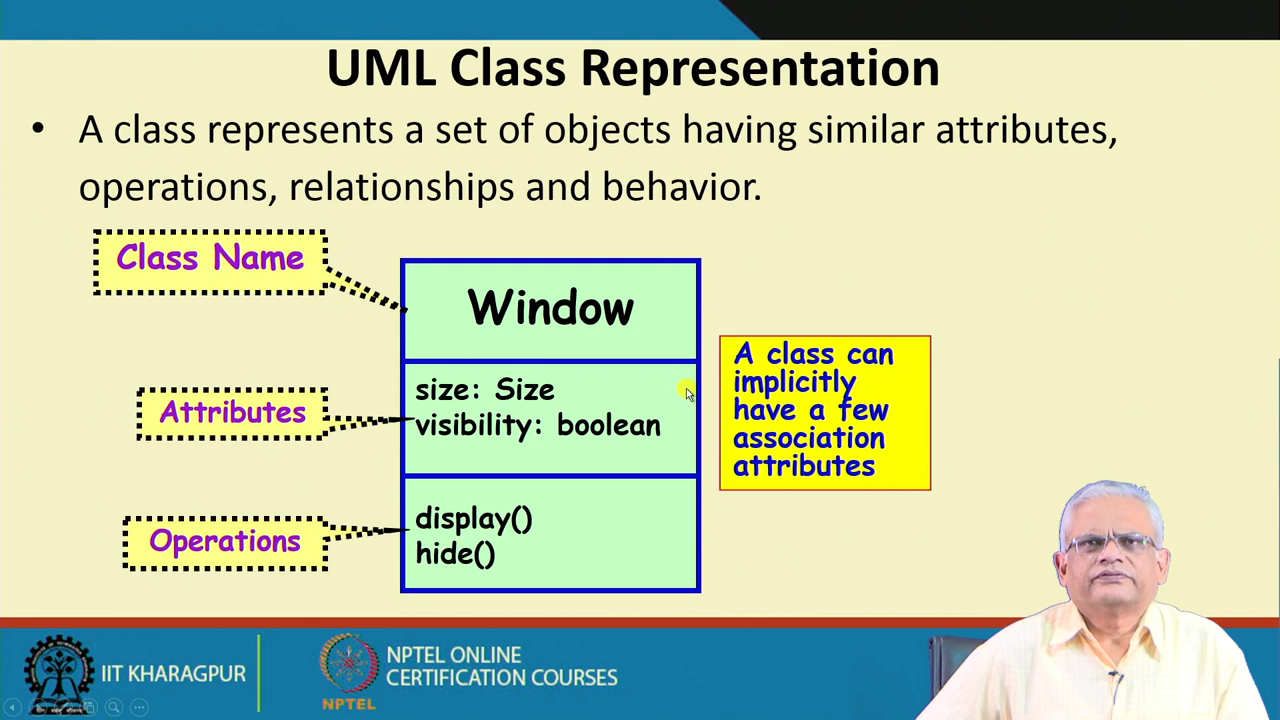 UML Class Representation
• A class represents a set of objects having similar attributes,
operations, relationships and behavior.
Class Name
Window
Attributes
size: Size
visibility: boolean
A class can
implicitly
have a few
association
attributes
Operations
display()
hide()
IIT KHARAGPUR
NPTEL
NPTEL ONLINE
CERTIFICATION COURSES